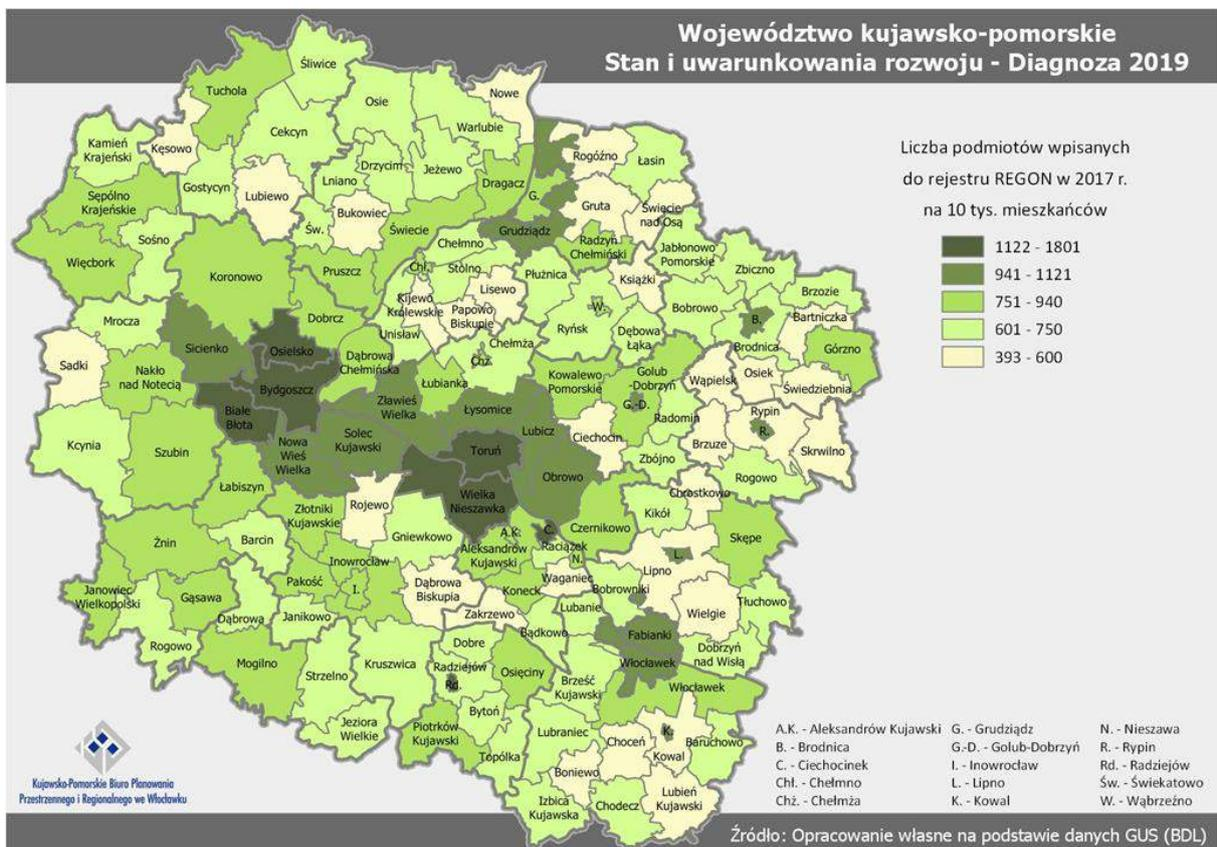 Województwo kujawsko-pomorskie
Stan i uwarunkowania rozwoju - Diagnoza 2019
Liczba podmiotów wpisanych
do rejestru REGON w 2017 r.
na 10 tys. mieszkańców
1122 - 1801
941 - 1121
751 - 940
601 - 750
393 - 600
Śliwice
Tuchola
Nowe
Osie
Warlubie
Cekcyn
Kamień
Krajeński
Kęsowo
Rogóźno
Łasin
Drzycim
Jeżewo
Gostycyn
Lniano
Dragacz
G.
Sępólno
Krajeńskie
Lubiewo
Bukowiec
Gruta
Świecie
nad Osą
Św.
Świecie
Grudziądz
Radzyń
Chełmiński
Sośno
Chełmno
Jabłonowo
Pomorskie
Więcbork
Koronowo
Pruszcz
Chł.
Stolno
Płużnica
Zbiczno
Książki
Lisewo
Brzozie
Kijewo
Królewskie
Papowo
Biskupie
W.
Bobrowo
Mrocza
Dobrcz
Ryńsk
B.
Bartniczka
Unisław
Dębowa
Łąka
Sicienko
Osielsko
Chełmża
Brodnica
Górzno
Sadki
Nakło
nad Notecią
Dąbrowa
Chełmińska
Chż.
Łubianka
Kowalewo
Pomorskie
Golub-
Dobrzyń
Wąpielsk
Osiek
Świedziebnia
Bydgoszcz
Zławieś
Wielka
G.-D.
Białe
Błota
Łysomice
Radomin
Rypin
R.
Lubicz
Ciechocin
Kcynia
Szubin
Nowa
Wieś
Wielka
Solec
Kujawski
Toruń
Brzuze
Skrwilno
Zbójno
Obrowo
Rogowo
Łabiszyn
Wielka
Nieszawka
Złotniki
Kujawskie
Rojewo
Chrostkowo
Kikół
Gniewkowo
A.K.
C.
Czernikowo
Skępe
Żnin
Barcin
Aleksandrów
Kujawski
Raciążek
N.
L.
Inowrocław
Lipno
Janowiec
Wielkopolski
Gąsawa
Pakość
I.
Dąbrowa
Biskupia
Waganiec
Koneck
Bobrowniki
Tłuchowo
Dąbrowa
Janikowo
Zakrzewo
Lubanie
Wielgie
Rogowo
Bądkowo
Fabianki
Dobre
Dobrzyń
nad Wisłą
Mogilno
Kruszwica
Radziejów
Włocławek
Strzelno
Rd.
Osięciny
Brześć
Kujawski
Włocławek
Bytoń
Jeziora
Wielkie
Piotrków
Kujawski
Lubraniec
K.
Choceń
Kowal
Baruchowo
Topólka
Boniewo
Izbica
Kujawska
Chodecz
Lubień
Kujawski
A.K. - Aleksandrów Kujawski
B. - Brodnica
C. - Ciechocinek
Chł. - Chełmno
Chż. - Chełmża
G. - Grudziądz
G.-D. - Golub-Dobrzyń
I. - Inowrocław
L. - Lipno
K. - Kowal
N. - Nieszawa
R. - Rypin
Rd. - Radziejów
Św. - Świekatowo
W. - Wąbrzeźno
Kujawsko-Pomorskie Biuro Planowania
Przestrzennego i Regionalnego we Włocławku
Źródło: Opracowanie własne na podstawie danych GUS (BDL)